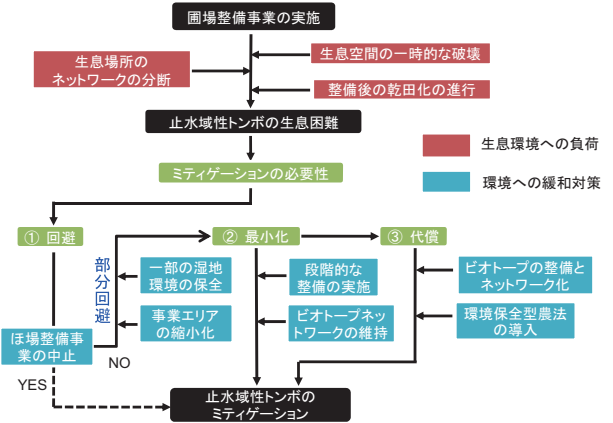 圃場整備事業の実施
生息場所の
ネットワークの分断
生息空間の一時的な破壊
整備後の乾田化の進行
止水域性トンボの生息困難
生息環境への負荷
環境への緩和対策
ミティゲーションの必要性
① 回避
② 最小化
③ 代償
部分回避
一部の湿地
環境の保全
事業エリア
の縮小化
段階的な
整備の実施
ビオトープネッ
トワークの維持
ビオトープの整備と
ネットワーク化
環境保全型農法
の導入
ほ場整備事
業の中止
NO
YES
止水域性トンボの
ミティゲーション